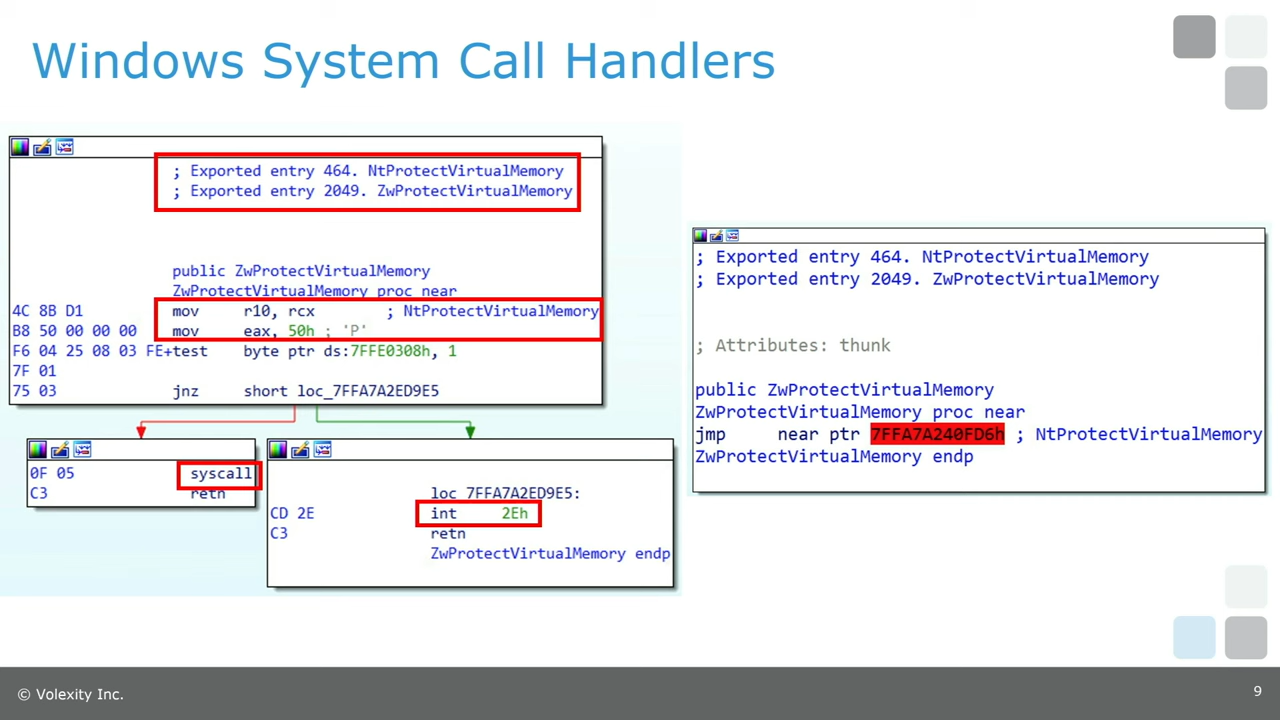 Windows System Call Handlers
; Exported entry 464. NtProtectVirtualMemory
; Exported entry 2049. ZwProtectVirtualMemory
public ZwProtectVirtualMemory
ZwProtectVirtualMemory proc near
4C 8B D1 mov r10, rcx ; NtProtectVirtualMemory
B8 50 00 00 00 mov eax, 50h ; 'P'
F6 04 25 08 03 FE+test byte ptr ds:7FFE0308h, 1
7F 01
75 03 jnz short loc_7FFA7A2ED9E5
0F 05 syscall
C3 retn
loc_7FFA7A2ED9E5:
CD 2E int 2Eh
C3 retn
ZwProtectVirtualMemory endp
; Exported entry 464. NtProtectVirtualMemory
; Exported entry 2049. ZwProtectVirtualMemory
; Attributes: thunk
public ZwProtectVirtualMemory
ZwProtectVirtualMemory proc near
jmp near ptr 7FFA7A240FD6h ; NtProtectVirtualMemory
ZwProtectVirtualMemory endp
© Volexity Inc.
9